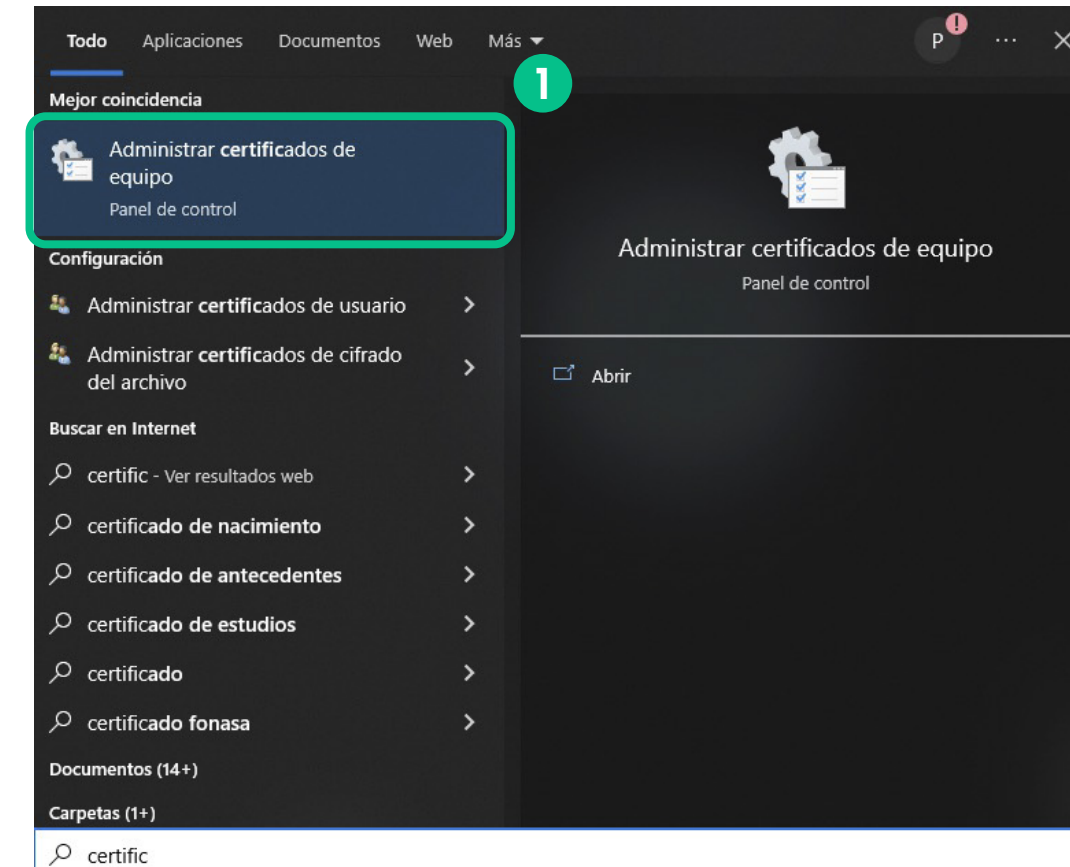 Todo Aplicaciones Documentos Web Más
P
1
Mejor coincidencia
Administrar certificados de
equipo
Panel de control
Configuración
Administrar certificados de usuario
Administrar certificados de cifrado
del archivo
Buscar en Internet
certific - Ver resultados web
certificado de nacimiento
certificado de antecedentes
certificado de estudios
certificado
certificado fonasa
Documentos (14+)
Carpetas (1+)
certific
Administrar certificados de equipo
Panel de control
Abrir